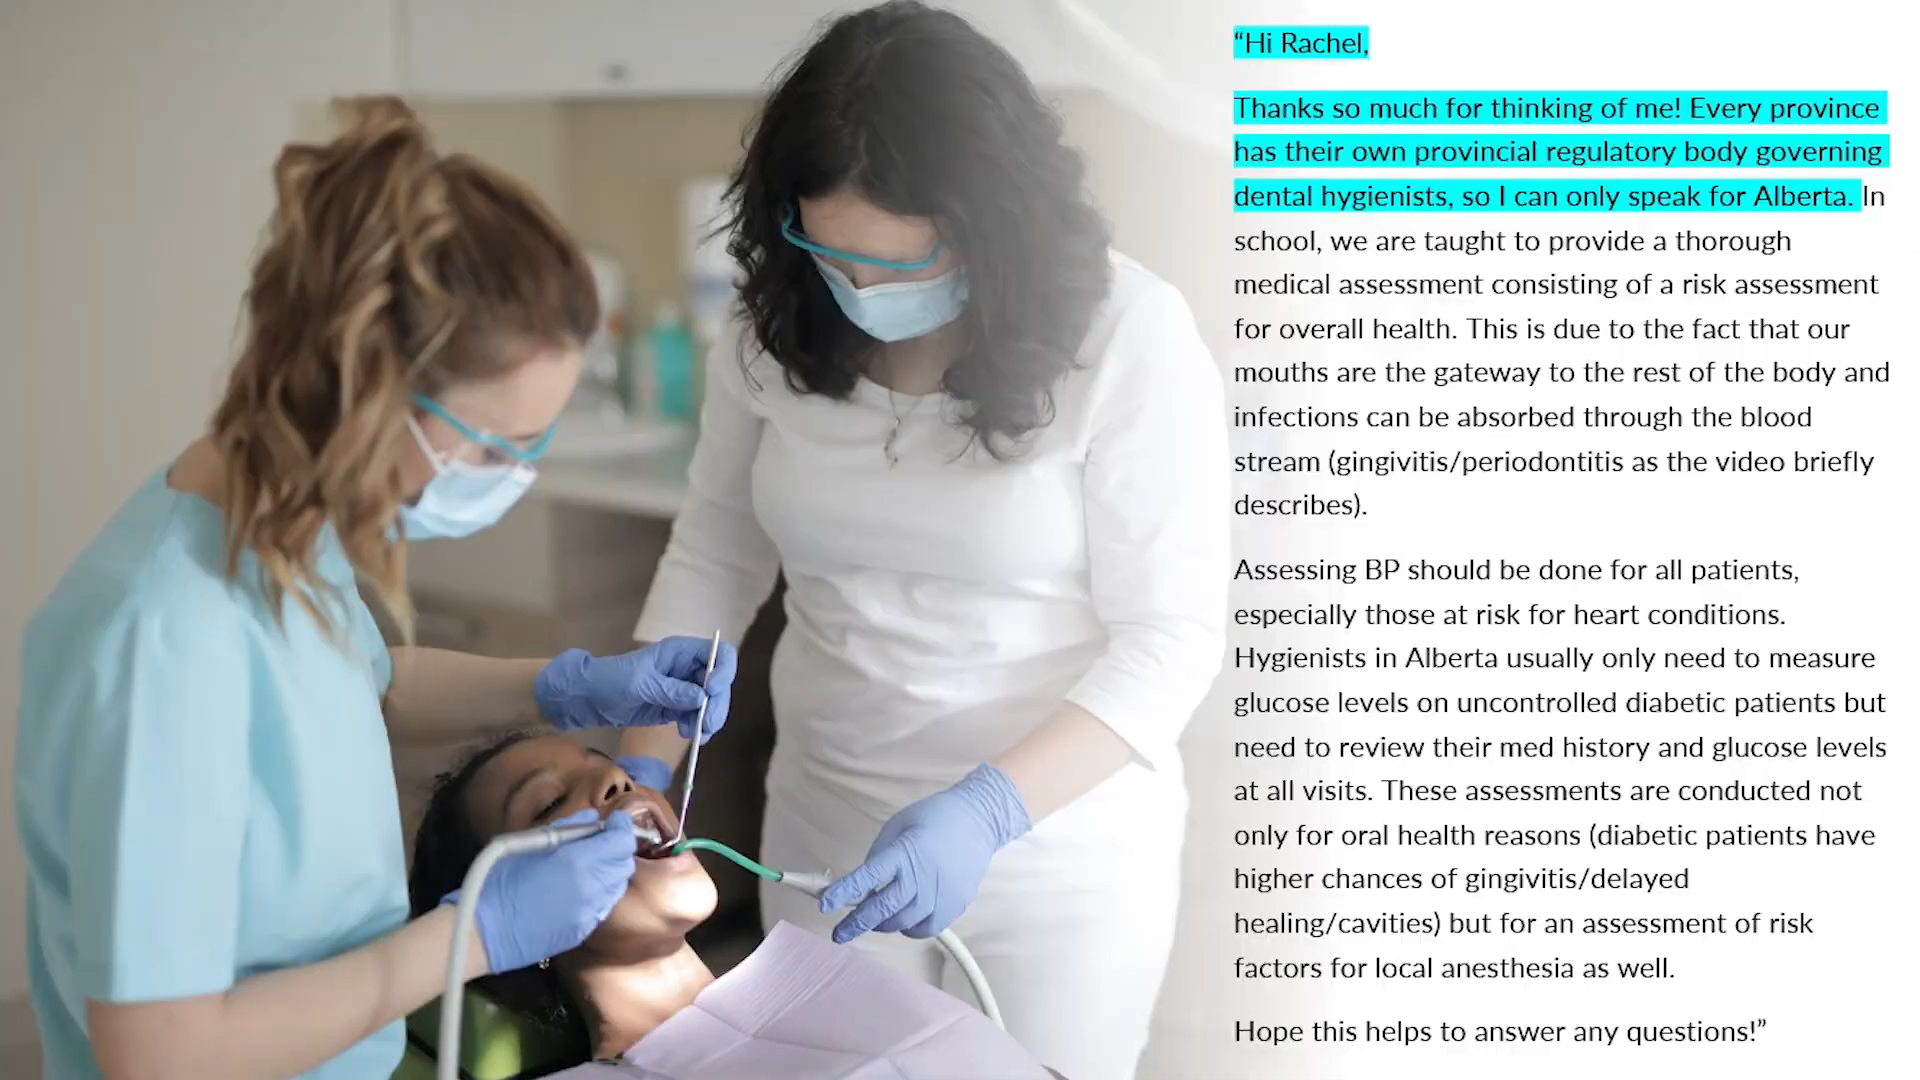 “Hi Rachel,
Thanks so much for thinking of me! Every province
has their own provincial regulatory body governing
dental hygienists, so I can only speak for Alberta. In
school, we are taught to provide a thorough
medical assessment consisting of a risk assessment
for overall health. This is due to the fact that our
mouths are the gateway to the rest of the body and
infections can be absorbed through the blood
stream (gingivitis/periodontitis as the video briefly
describes).
Assessing BP should be done for all patients,
especially those at risk for heart conditions.
Hygienists in Alberta usually only need to measure
glucose levels on uncontrolled diabetic patients but
need to review their med history and glucose levels
at all visits. These assessments are conducted not
only for oral health reasons (diabetic patients have
higher chances of gingivitis/delayed
healing/cavities) but for an assessment of risk
factors for local anesthesia as well.
Hope this helps to answer any questions!”